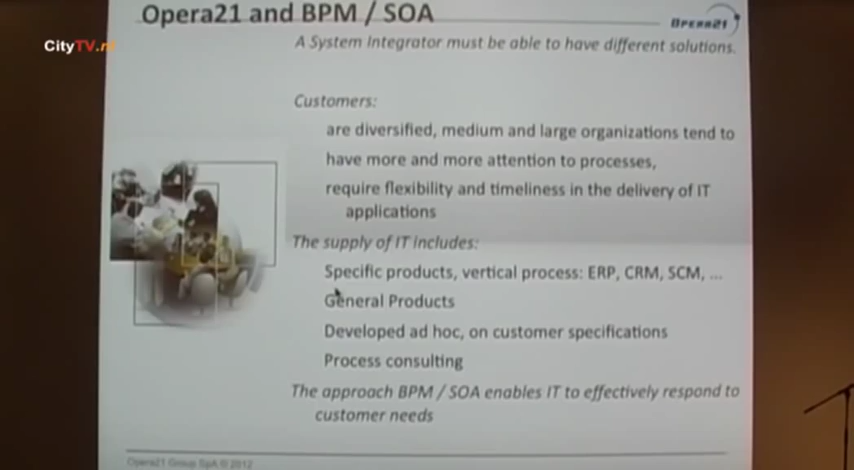 Opera21 and BPM / SOA
OPERA21
CityTV.nl
A System Integrator must be able to have different solutions.
Customers:
are diversified, medium and large organizations tend to
have more and more attention to processes,
require flexibility and timeliness in the delivery of IT
applications
The supply of IT includes:
Specific products, vertical process: ERP, CRM, SCM, ...
General Products
Developed ad hoc, on customer specifications
Process consulting
The approach BPM / SOA enables IT to effectively respond to
customer needs
Opera21 Group SpA © 2012